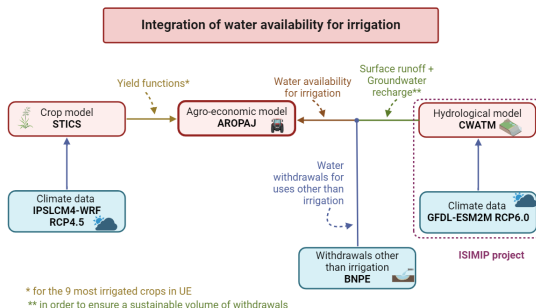 Integration of water availability for irrigation
Yield functions*
Water availability
for irrigation
Surface runoff +
Groundwater
recharge**
Crop model
STICS
Agro-economic model
AROPAJ
Hydrological model
CWATM
Water
withdrawals for
uses other than
irrigation
Climate data
IPSLCM4-WRF
RCP4.5
Climate data
GFDL-ESM2M RCP6.0
Withdrawals other
than irrigation
BNPE
ISIMIP project
* for the 9 most irrigated crops in UE
** in order to ensure a sustainable volume of withdrawals